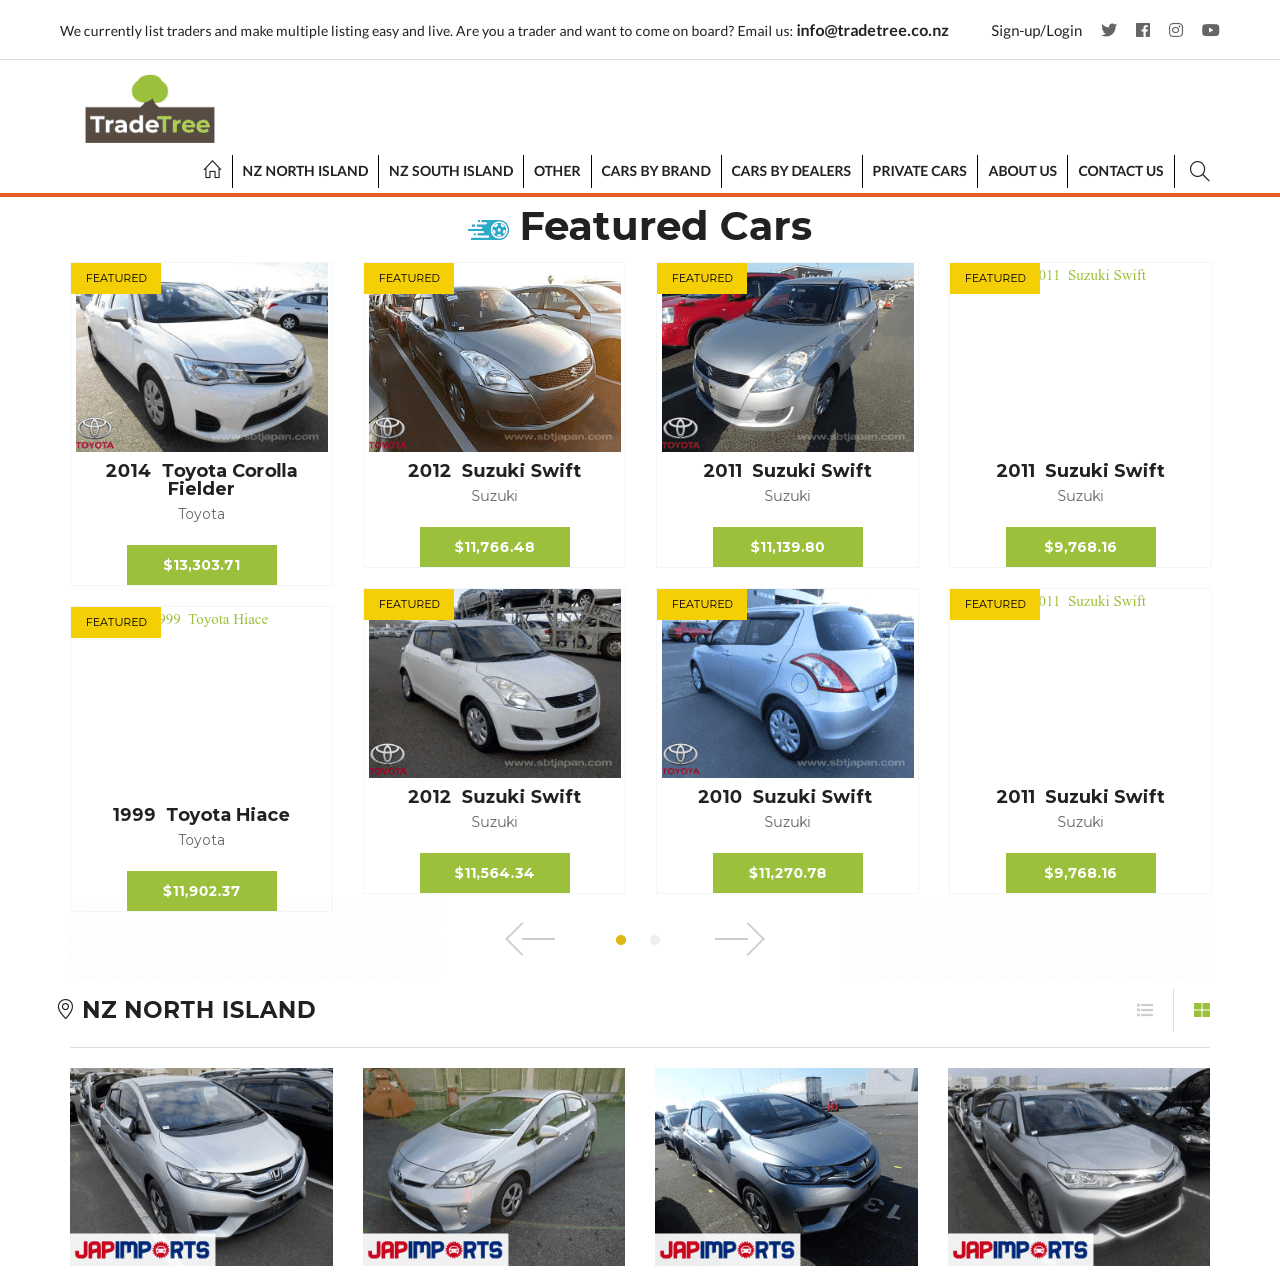 We currently list traders and make multiple listing easy and live. Are you a trader and want to come on board? Email us: info@tradetree.co.nz
Sign-up/Login
TradeTree
NZ NORTH ISLAND
NZ SOUTH ISLAND
OTHER
CARS BY BRAND
CARS BY DEALERS
PRIVATE CARS
ABOUT US
CONTACT US
Featured Cars
FEATURED
TOYOTA
www.sbtjapan.com
2014 Toyota Corolla
Fielder
Toyota
$13,303.71
FEATURED
TOYOTA
www.sbtjapan.com
2012 Suzuki Swift
Suzuki
$11,766.48
FEATURED
TOYOTA
www.sbtjapan.com
2011 Suzuki Swift
Suzuki
$11,139.80
FEATURED
011 Suzuki Swift
2011 Suzuki Swift
Suzuki
$9,768.16
FEATURED
999 Toyota Hiace
1999 Toyota Hiace
Toyota
$11,902.37
FEATURED
TOYOTA
www.sbtjapan.com
2012 Suzuki Swift
Suzuki
$11,564.34
FEATURED
TOYOTA
www.sbtjapan.com
2010 Suzuki Swift
Suzuki
$11,270.78
FEATURED
011 Suzuki Swift
2011 Suzuki Swift
Suzuki
$9,768.16
NZ NORTH ISLAND
JAPIMPORTS
JAPIMPORTS
JAPIMPORTS
JAPIMPORTS